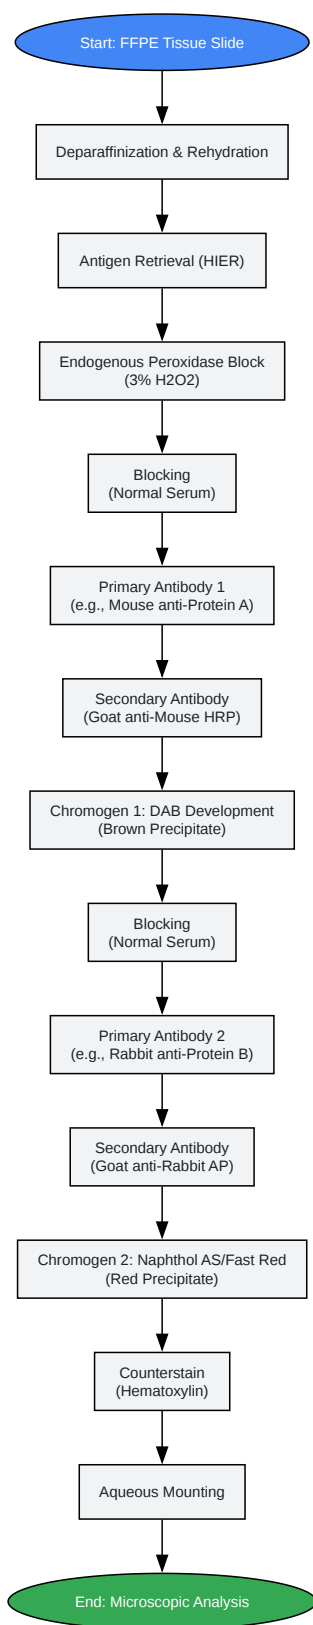 Start: FFPE Tissue Slide
Deparaffinization & Rehydration
Antigen Retrieval (HIER)
Endogenous Peroxidase Block
(3% H2O2)
Blocking
(Normal Serum)
Primary Antibody 1
(e.g., Mouse anti-Protein A)
Secondary Antibody
(Goat anti-Mouse HRP)
Chromogen 1: DAB Development
(Brown Precipitate)
Blocking
(Normal Serum)
Primary Antibody 2
(e.g., Rabbit anti-Protein B)
Secondary Antibody
(Goat anti-Rabbit AP)
Chromogen 2: Naphthol AS/Fast Red
(Red Precipitate)
Counterstain
(Hematoxylin)
Aqueous Mounting
End: Microscopic Analysis